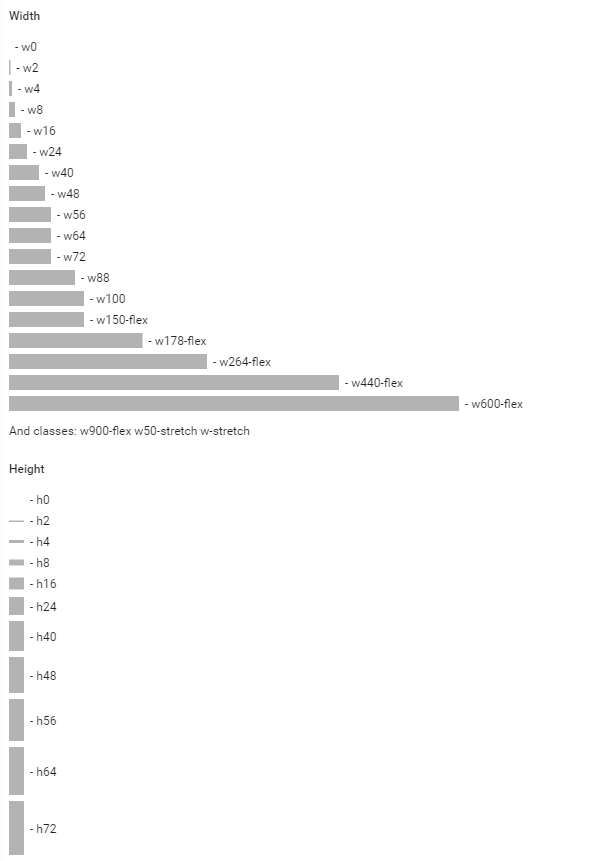 Width
- w0
- w2
- w4
- w8
- w16
- w24
- w40
- w48
- w56
- w64
- w72
- w88
- w100
- w150-flex
- w178-flex
- w264-flex
- w440-flex
- w600-flex
And classes: w900-flex w50-stretch w-stretch
Height
- h0
- h2
- h4
- h8
- h16
- h24
- h40
- h48
- h56
- h64
- h72